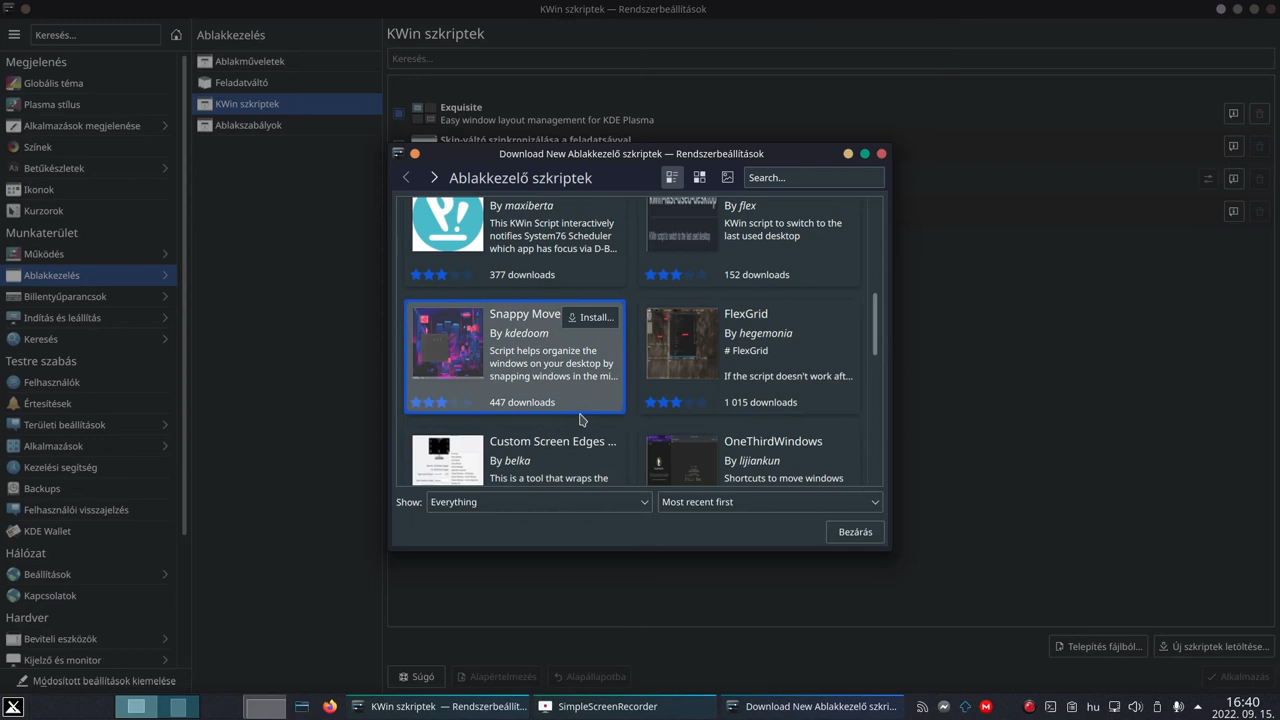 KWin szkriptek — Rendszerbeállítások
Keresés...
Megjelenés
Globális téma
Plasma stílus
Alkalmazások megjelenése
Színek
Betűkészletek
Ikonok
Kurzorok
Munkaterület
Működés
Ablakkezelés
Billentyűparancsok
Indítás és leállítás
Keresés
Testre szabás
Felhasználók
Értesítések
Területi beállítások
Alkalmazások
Kezelési segítség
Backups
Felhasználói visszajelzés
KDE Wallet
Hálózat
Beállítások
Kapcsolatok
Hardver
Beviteli eszközök
Kijelző és monitor
Módosított beállítások kiemelése
Ablakkezelés
Ablakműveletek
Feladatváltó
KWin szkriptek
Ablakszabályok
KWin szkriptek
Keresés...
Exquisite
Easy window layout management for KDE Plasma
Skip-váltó szinkronizálása a feladatsávval
Download New Ablakkezelő szkriptek — Rendszerbeállítások
Ablakkezelő szkriptek
Search...
By maxiberta
This KWin Script interactively
notifies System76 Scheduler
which app has focus via D-B...
377 downloads
By flex
KWin script to switch to the
last used desktop
152 downloads
Snappy Move
Install...
By kdedoom
Script helps organize the
windows on your desktop by
snapping windows in the mi...
447 downloads
FlexGrid
By hegemonia
# FlexGrid
If the script doesn't work aft...
1 015 downloads
Custom Screen Edges ...
By belka
This is a tool that wraps the
OneThirdWindows
By lijiankun
Shortcuts to move windows
Show:
Everything
Most recent first
Bezárás
Telepítés fájlból...
Új szkriptek letöltése...
Súgó
Alapértelmezés
Alapállapotba
Alkalmazás
KWin szkriptek — Rendszerbeállít...
SimpleScreenRecorder
Download New Ablakkezelő szkri...
hu
16:40
2022. 09. 15.